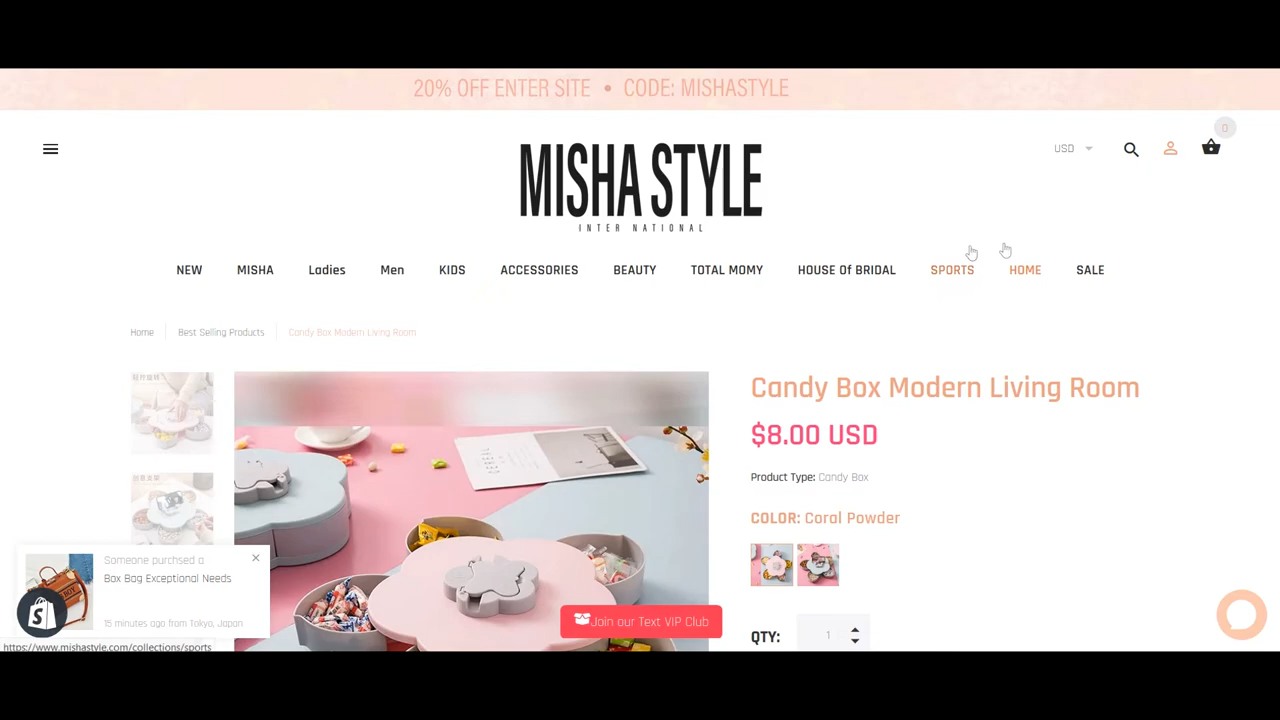 20% OFF ENTER SITE • CODE: MISHASTYLE
0
USD
MISHA STYLE
INTER NATIONAL
NEW MISHA Ladies Men KIDS ACCESSORIES BEAUTY TOTAL MOMY HOUSE Of BRIDAL SPORTS HOME SALE
Home Best Selling Products Candy Box Modern Living Room
Candy Box Modern Living Room
$8.00 USD
Product Type: Candy Box
COLOR: Coral Powder
Someone purchsed a
Box Bag Exceptional Needs
15 minutes ago from Tokyo, Japan
Join our Text VIP Club
QTY: 1
https://www.mishastyle.com/collections/sports